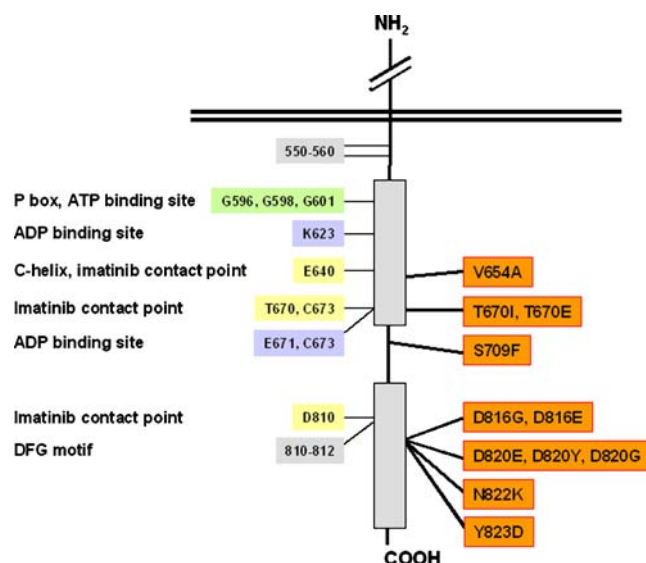 NH2
550-560
P box, ATP binding site G596, G598, G601
ADP binding site K623
C-helix, imatinib contact point E640 V654A
Imatinib contact point T670, C673 T670I, T670E
ADP binding site E671, C673 S709F
Imatinib contact point D810 D816G, D816E
DFG motif 810-812 D820E, D820Y, D820G
N822K
Y823D
COOH